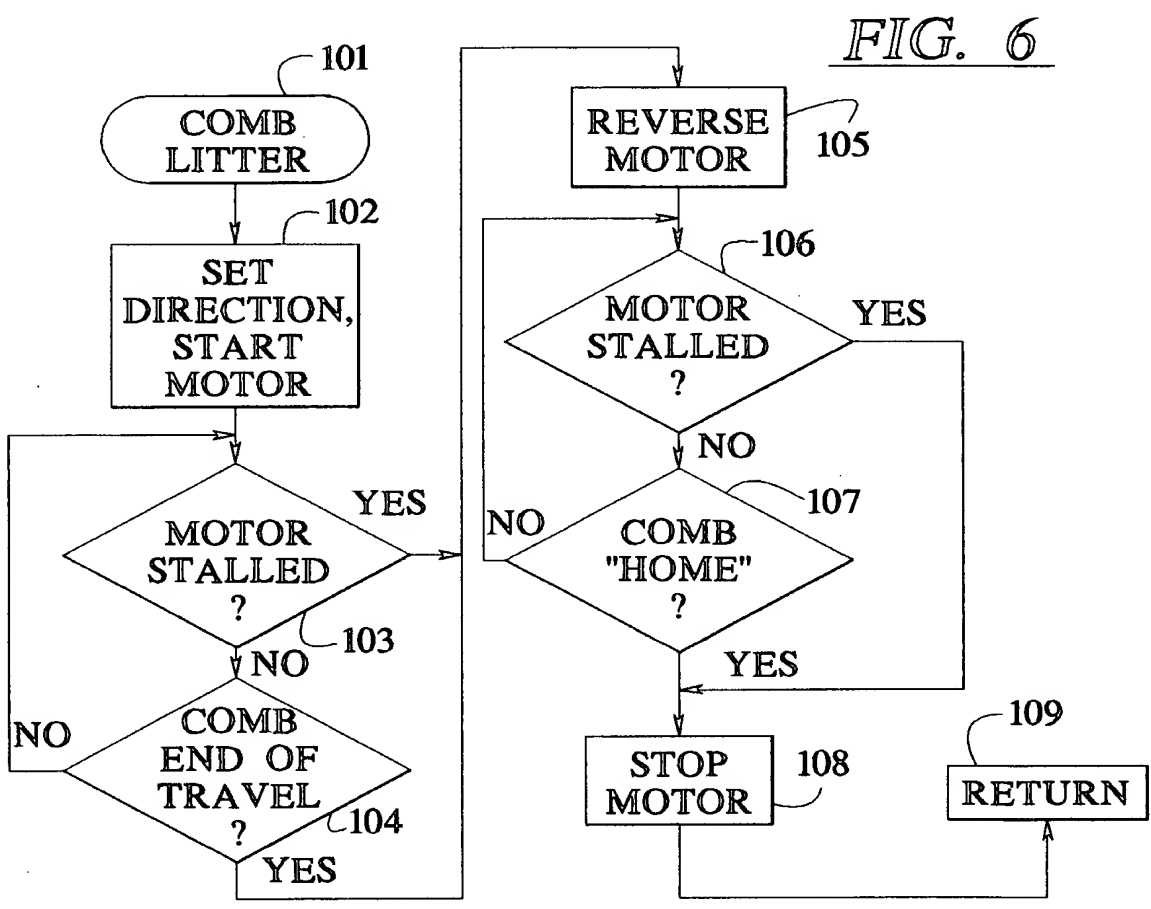 FIG. 6
101
COMB
LITTER
102
SET
DIRECTION,
START
MOTOR
YES
MOTOR
STALLED
?
103
NO
NO
COMB
END OF
TRAVEL
?
104
YES
REVERSE
MOTOR
105
106
MOTOR
STALLED
?
YES
NO
107
NO
COMB
"HOME"
?
YES
STOP
MOTOR
108
109
RETURN